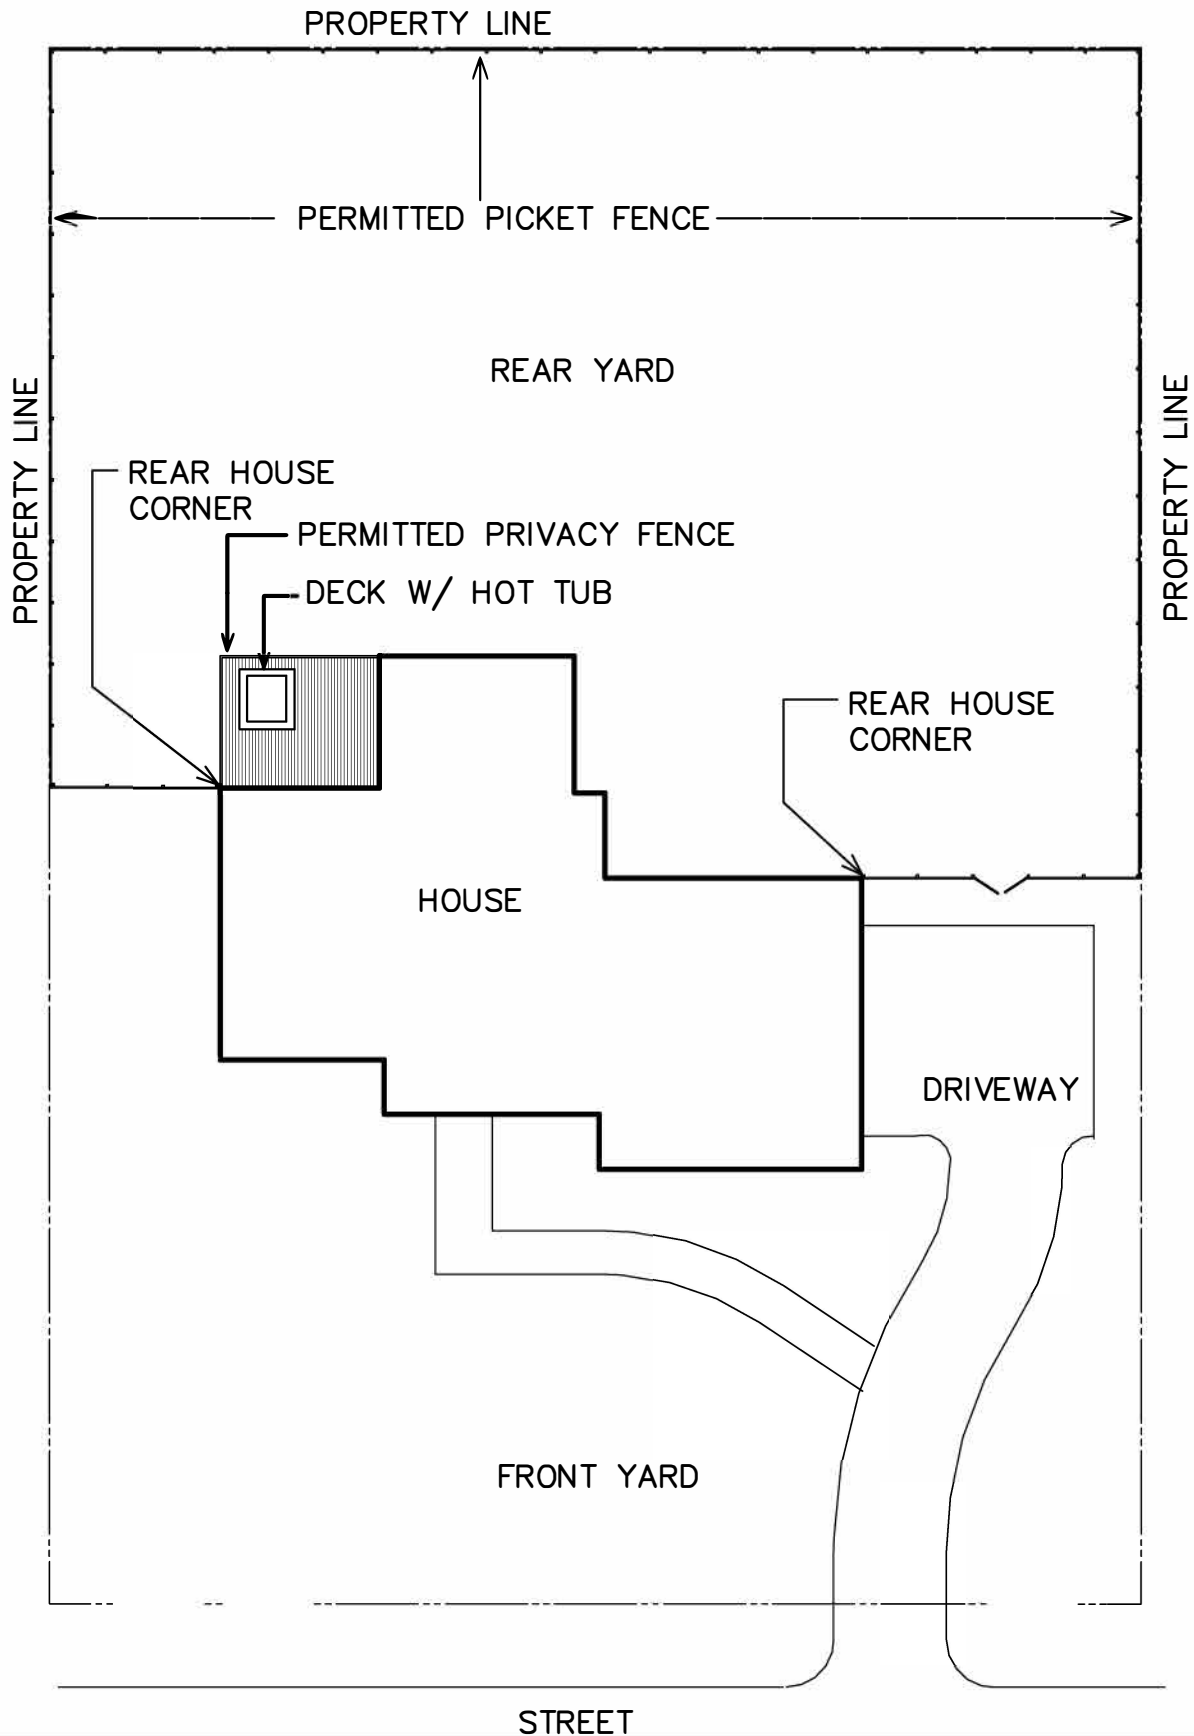 PROPERTY LINE
PERMITTED PICKET FENCE
REAR YARD
PROPERTY LINE
PROPERTY LINE
REAR HOUSE
CORNER
PERMITTED PRIVACY FENCE
DECK W/ HOT TUB
REAR HOUSE
CORNER
HOUSE
DRIVEWAY
FRONT YARD
STREET